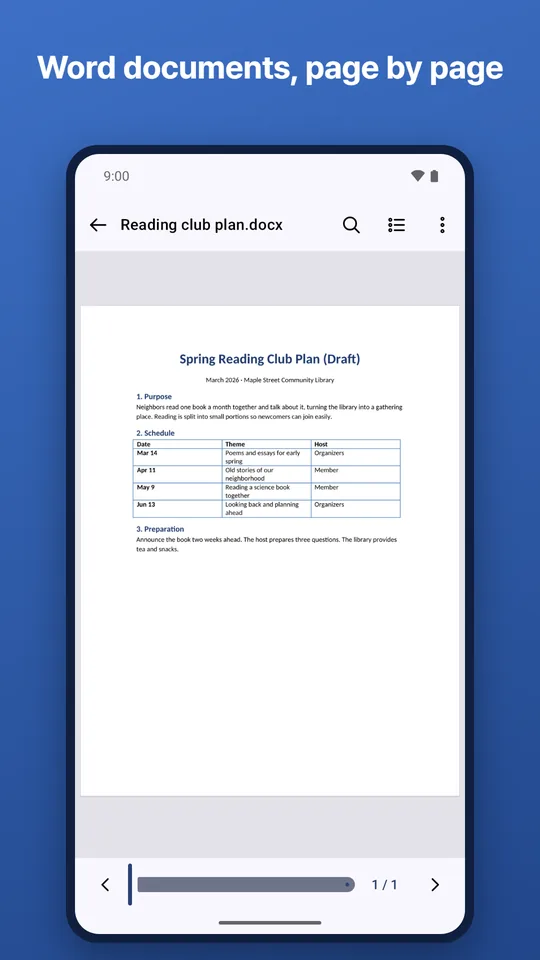 Word documents, page by page
9:00
Reading club plan.docx
Spring Reading Club Plan (Draft)
March 2026 · Maple Street Community Library
1. Purpose
Neighbors read one book a month together and talk about it, turning the library into a gathering
place. Reading is split into small portions so newcomers can join easily.
2. Schedule
Date Theme Host
Mar 14 Poems and essays for early Organizers
spring
Apr 11 Old stories of our Member
neighborhood
May 9 Reading a science book Member
together
Jun 13 Looking back and planning Organizers
ahead
3. Preparation
Announce the book two weeks ahead. The host prepares three questions. The library provides
tea and snacks.
1 / 1